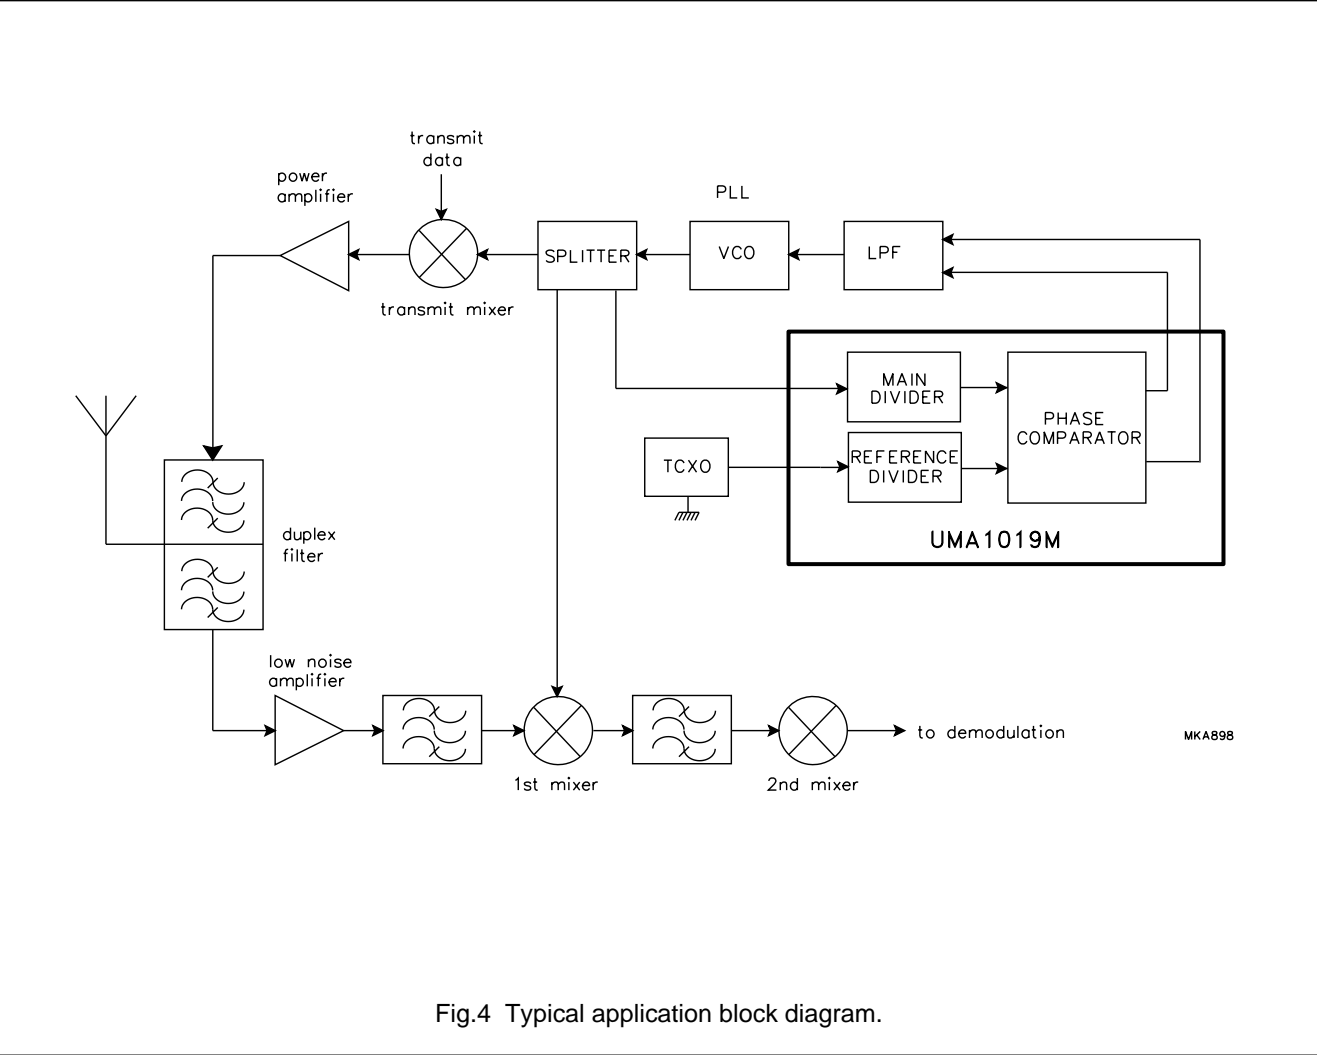 transmit
data
power
amplifier
PLL
SPLITTER
VCO
LPF
transmit mixer
MAIN
DIVIDER
PHASE
COMPARATOR
TCXO
REFERENCE
DIVIDER
UMA1019M
duplex
filter
low noise
amplifier
to demodulation
MKA898
1st mixer
2nd mixer
Fig.4 Typical application block diagram.